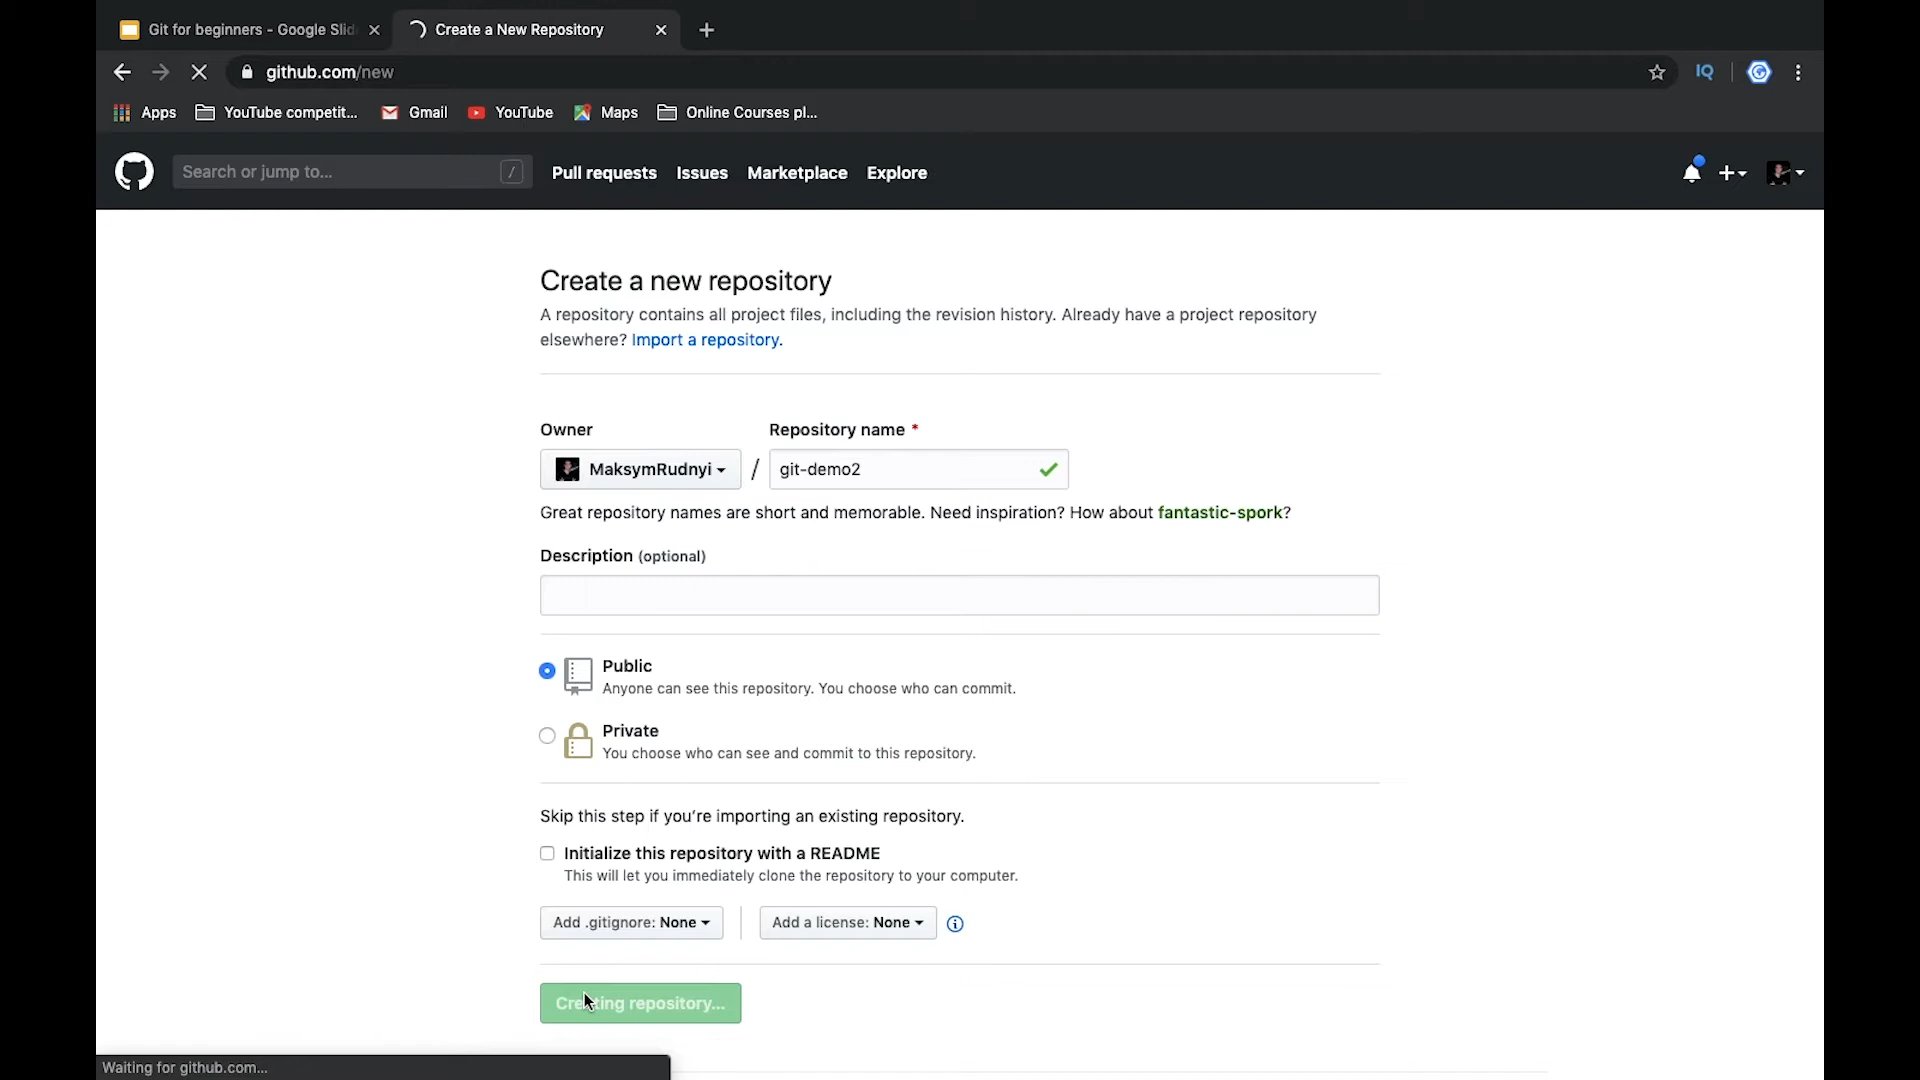 Git for beginners - Google Slid
Create a New Repository
github.com/new
IQ
Apps
YouTube competit...
Gmail
YouTube
Maps
Online Courses pl...
Search or jump to...
/
Pull requests
Issues
Marketplace
Explore
Create a new repository
A repository contains all project files, including the revision history. Already have a project repository
elsewhere? Import a repository.
Owner
Repository name *
MaksymRudnyi
/
git-demo2
Great repository names are short and memorable. Need inspiration? How about fantastic-spork?
Description (optional)
Public
Anyone can see this repository. You choose who can commit.
Private
You choose who can see and commit to this repository.
Skip this step if you're importing an existing repository.
Initialize this repository with a README
This will let you immediately clone the repository to your computer.
Add .gitignore: None
Add a license: None
Creating repository...
Waiting for github.com...